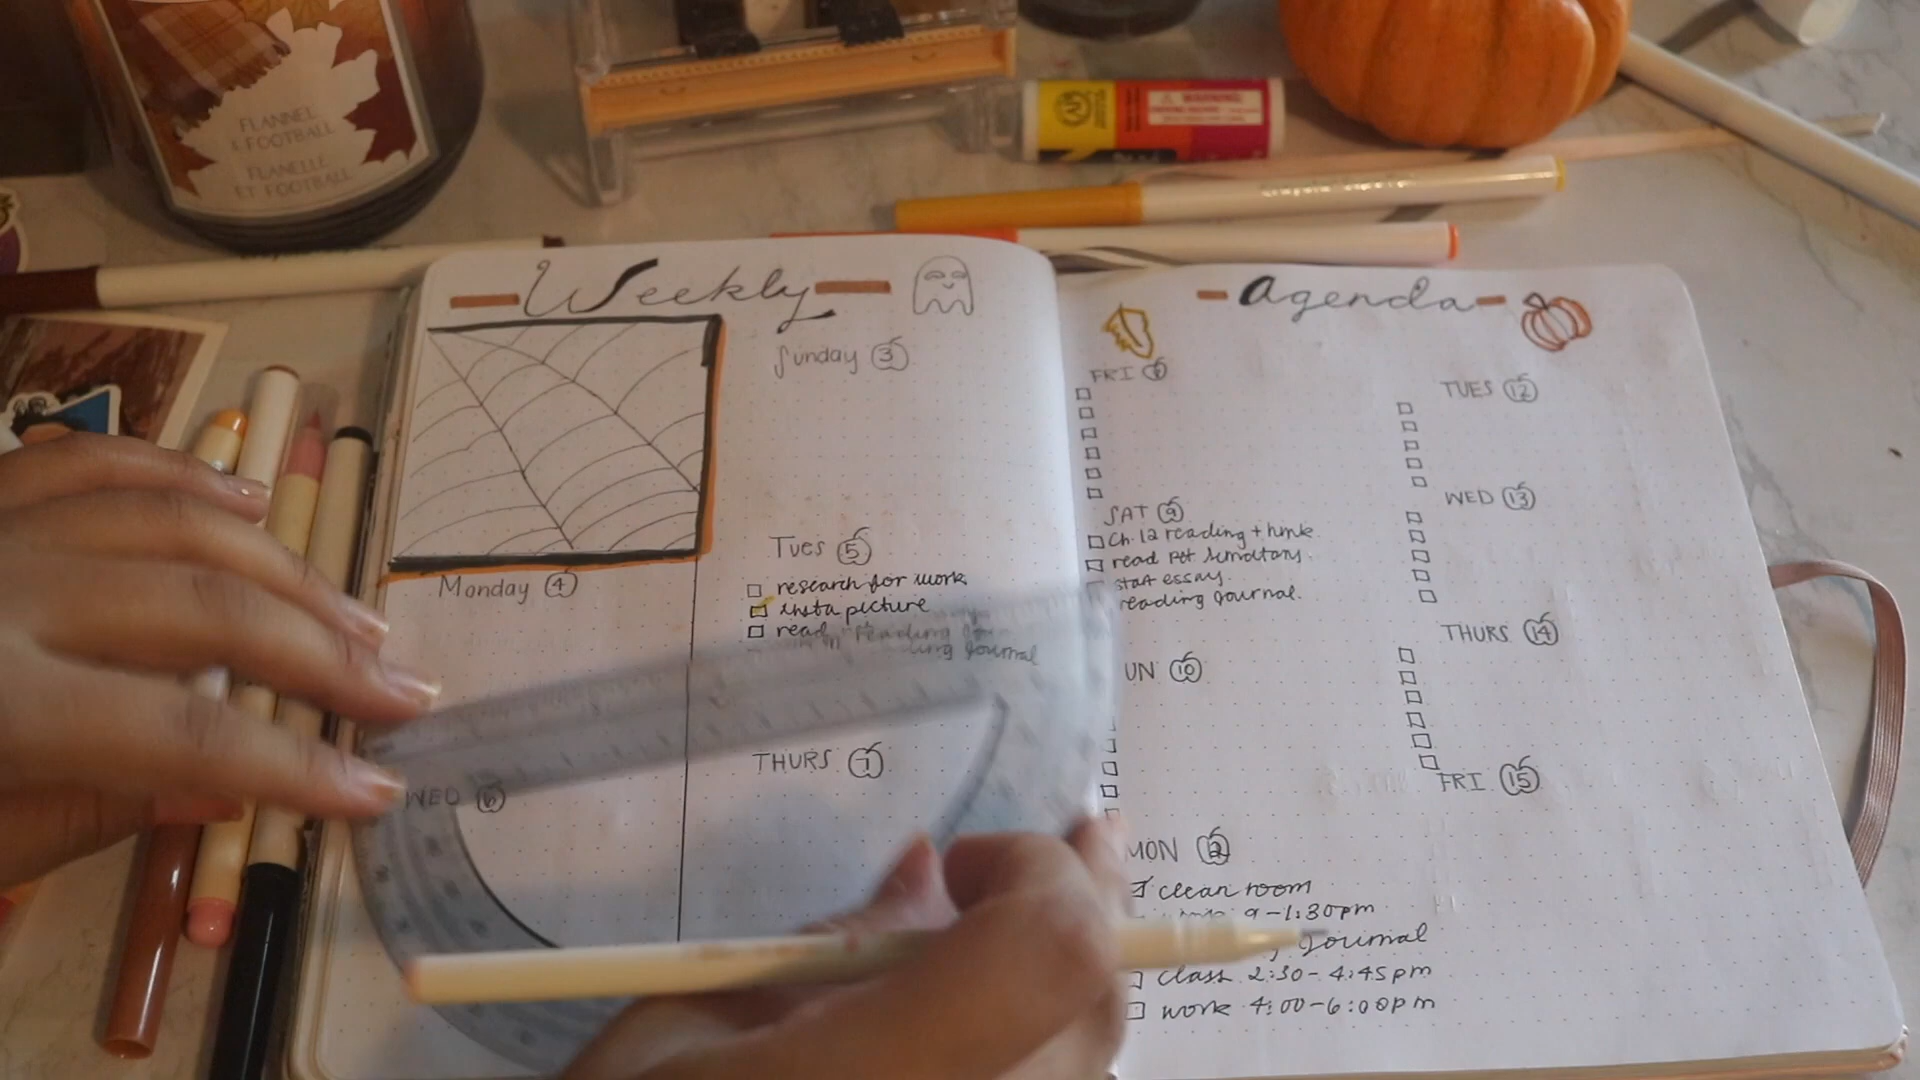 FLANNEL
& FOOTBALL
FLANELLE
ET FOOTBALL
WARNING
Weekly
Sunday 3
Monday 4
Tues 5
research for work
insta picture
read
reading Journal
WED 6
THURS 7
Agenda
FRI
SAT 9
Ch. 12 reading + hmk
read Pet Sematary
start essay
reading Journal
UN 10
MON
clean room
9-1:30pm
Journal
class 2:30-4:45pm
work 4:00-6:00pm
TUES 12
WED 13
THURS 14
FRI 15